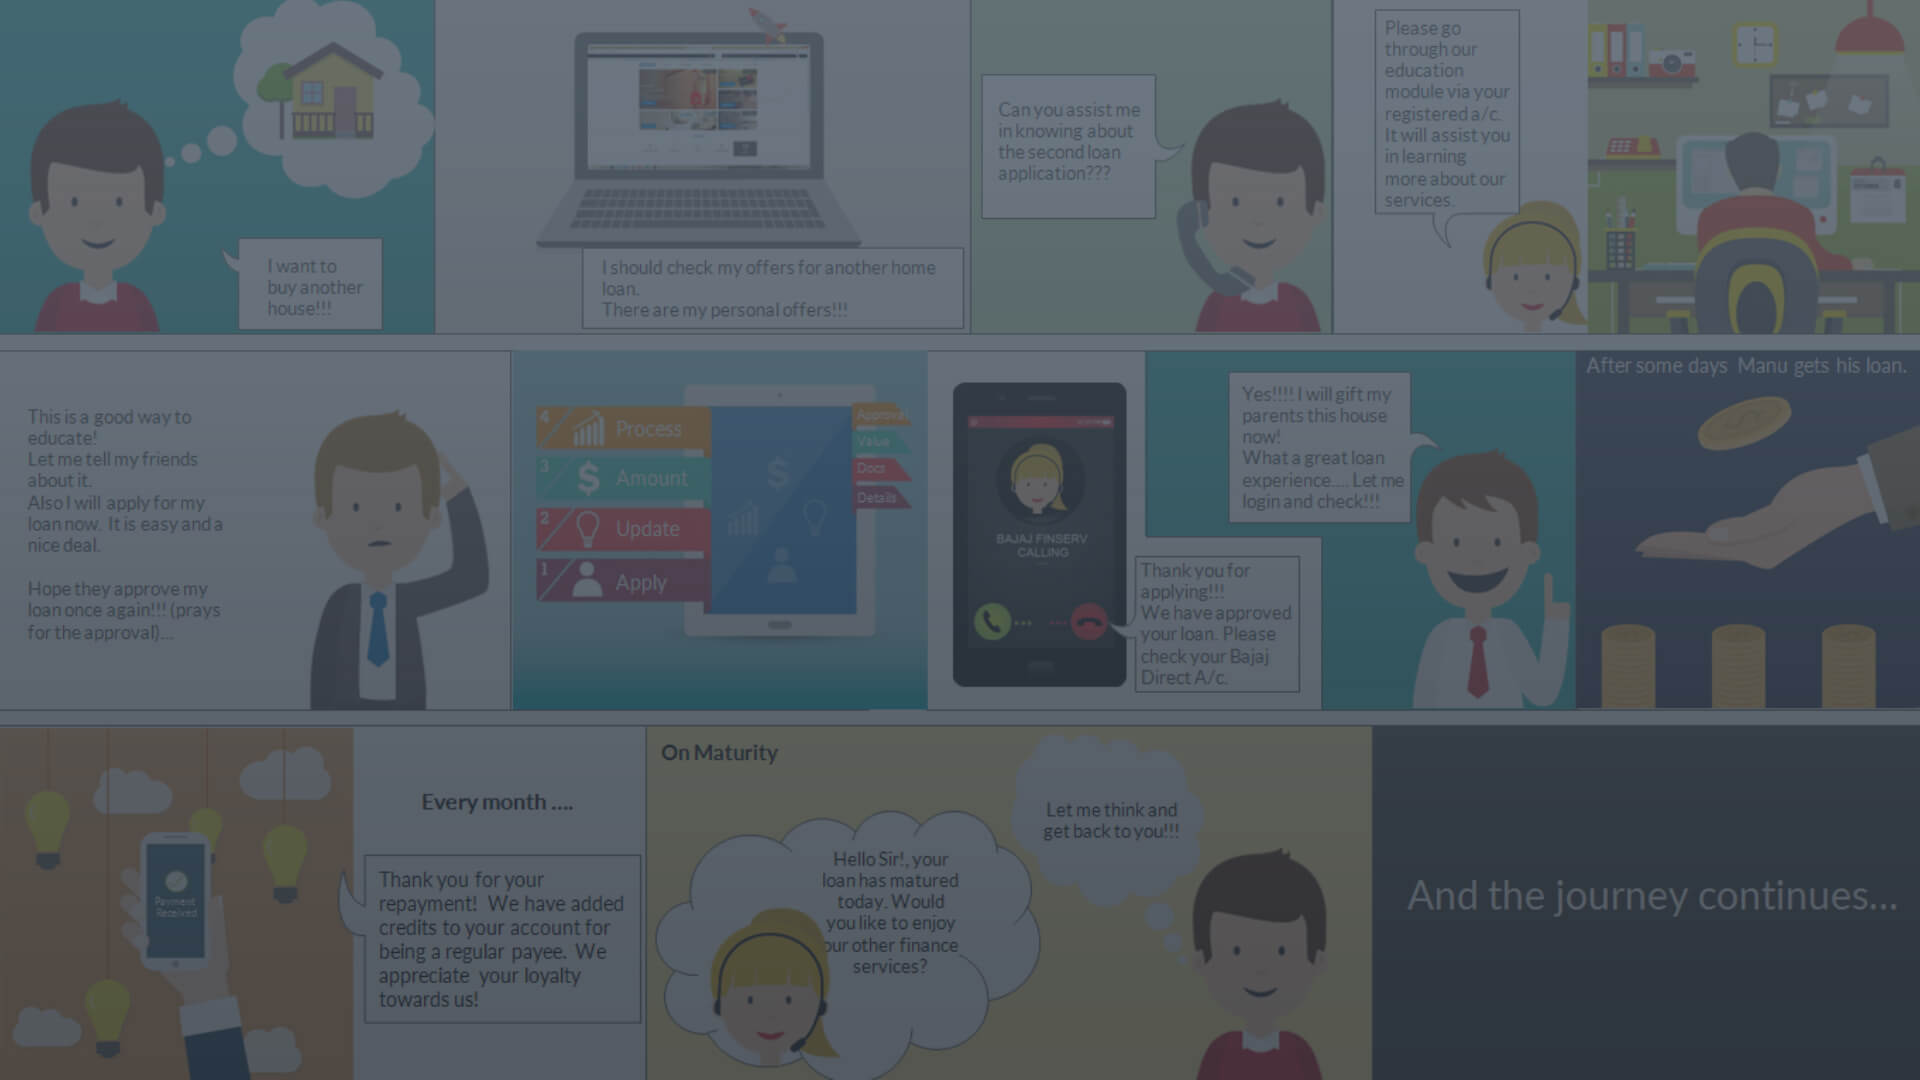 I want to
buy another
house!!!
I should check my offers for another home
loan.
There are my personal offers!!!
Can you assist me
in knowing about
the second loan
application???
Please go
through our
education
module via your
registered a/c.
It will assist you
in learning
more about our
services.
This is a good way to
educate!
Let me tell my friends
about it.
Also I will apply for my
loan now. It is easy and a
nice deal.
Hope they approve my
loan once again!!! (prays
for the approval)...
4 Process
3 Amount
2 Update
1 Apply
Approval
Value
Docs
Details
BAJAJ FINSERV
CALLING
Thank you for
applying!!!
We have approved
your loan. Please
check your Bajaj
Direct A/c.
Yes!!!! I will gift my
parents this house
now!
What a great loan
experience.... Let me
login and check!!!
After some days Manu gets his loan.
Payment
Received
Every month ....
Thank you for your
repayment! We have added
credits to your account for
being a regular payee. We
appreciate your loyalty
towards us!
On Maturity
Hello Sir!, your
loan has matured
today. Would
you like to enjoy
our other finance
services?
Let me think and
get back to you!!!
And the journey continues...